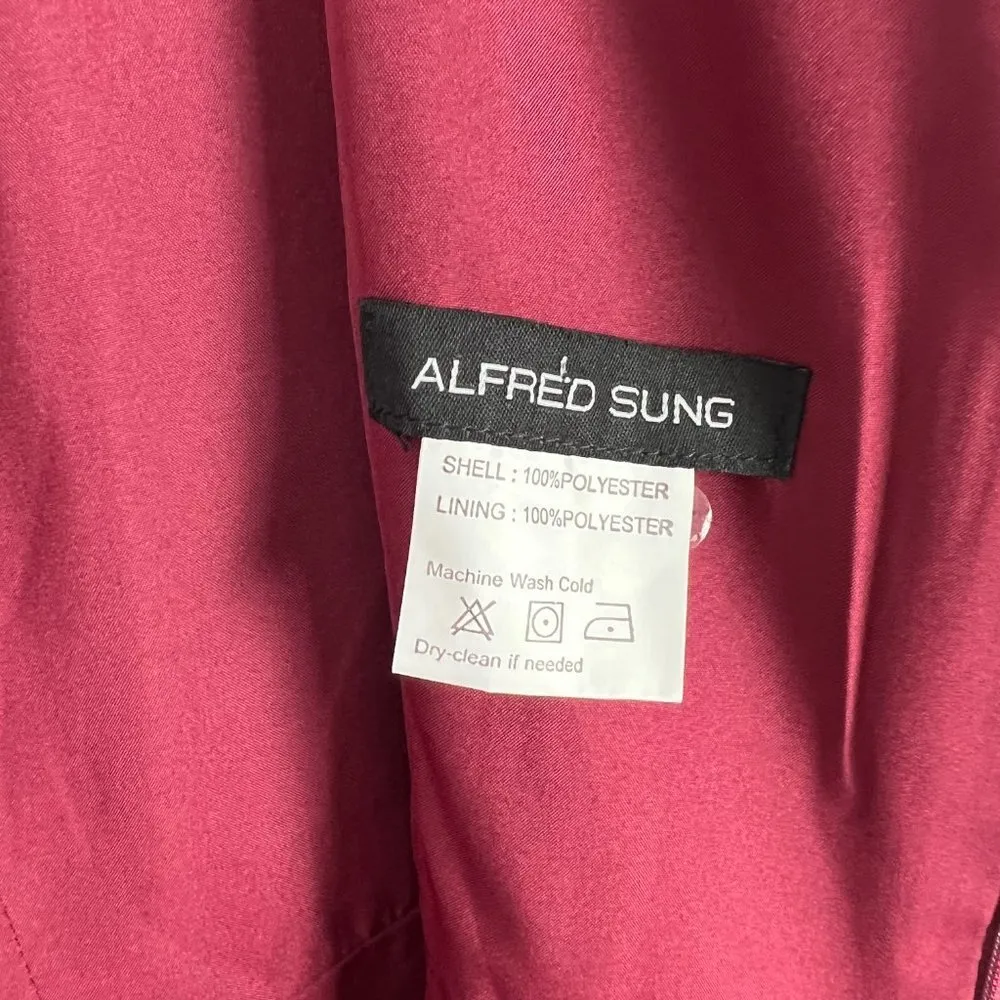 ALFRED SUNG
SHELL : 100%POLYESTER
LINING : 100%POLYESTER
Machine Wash Cold
Dry-clean if needed